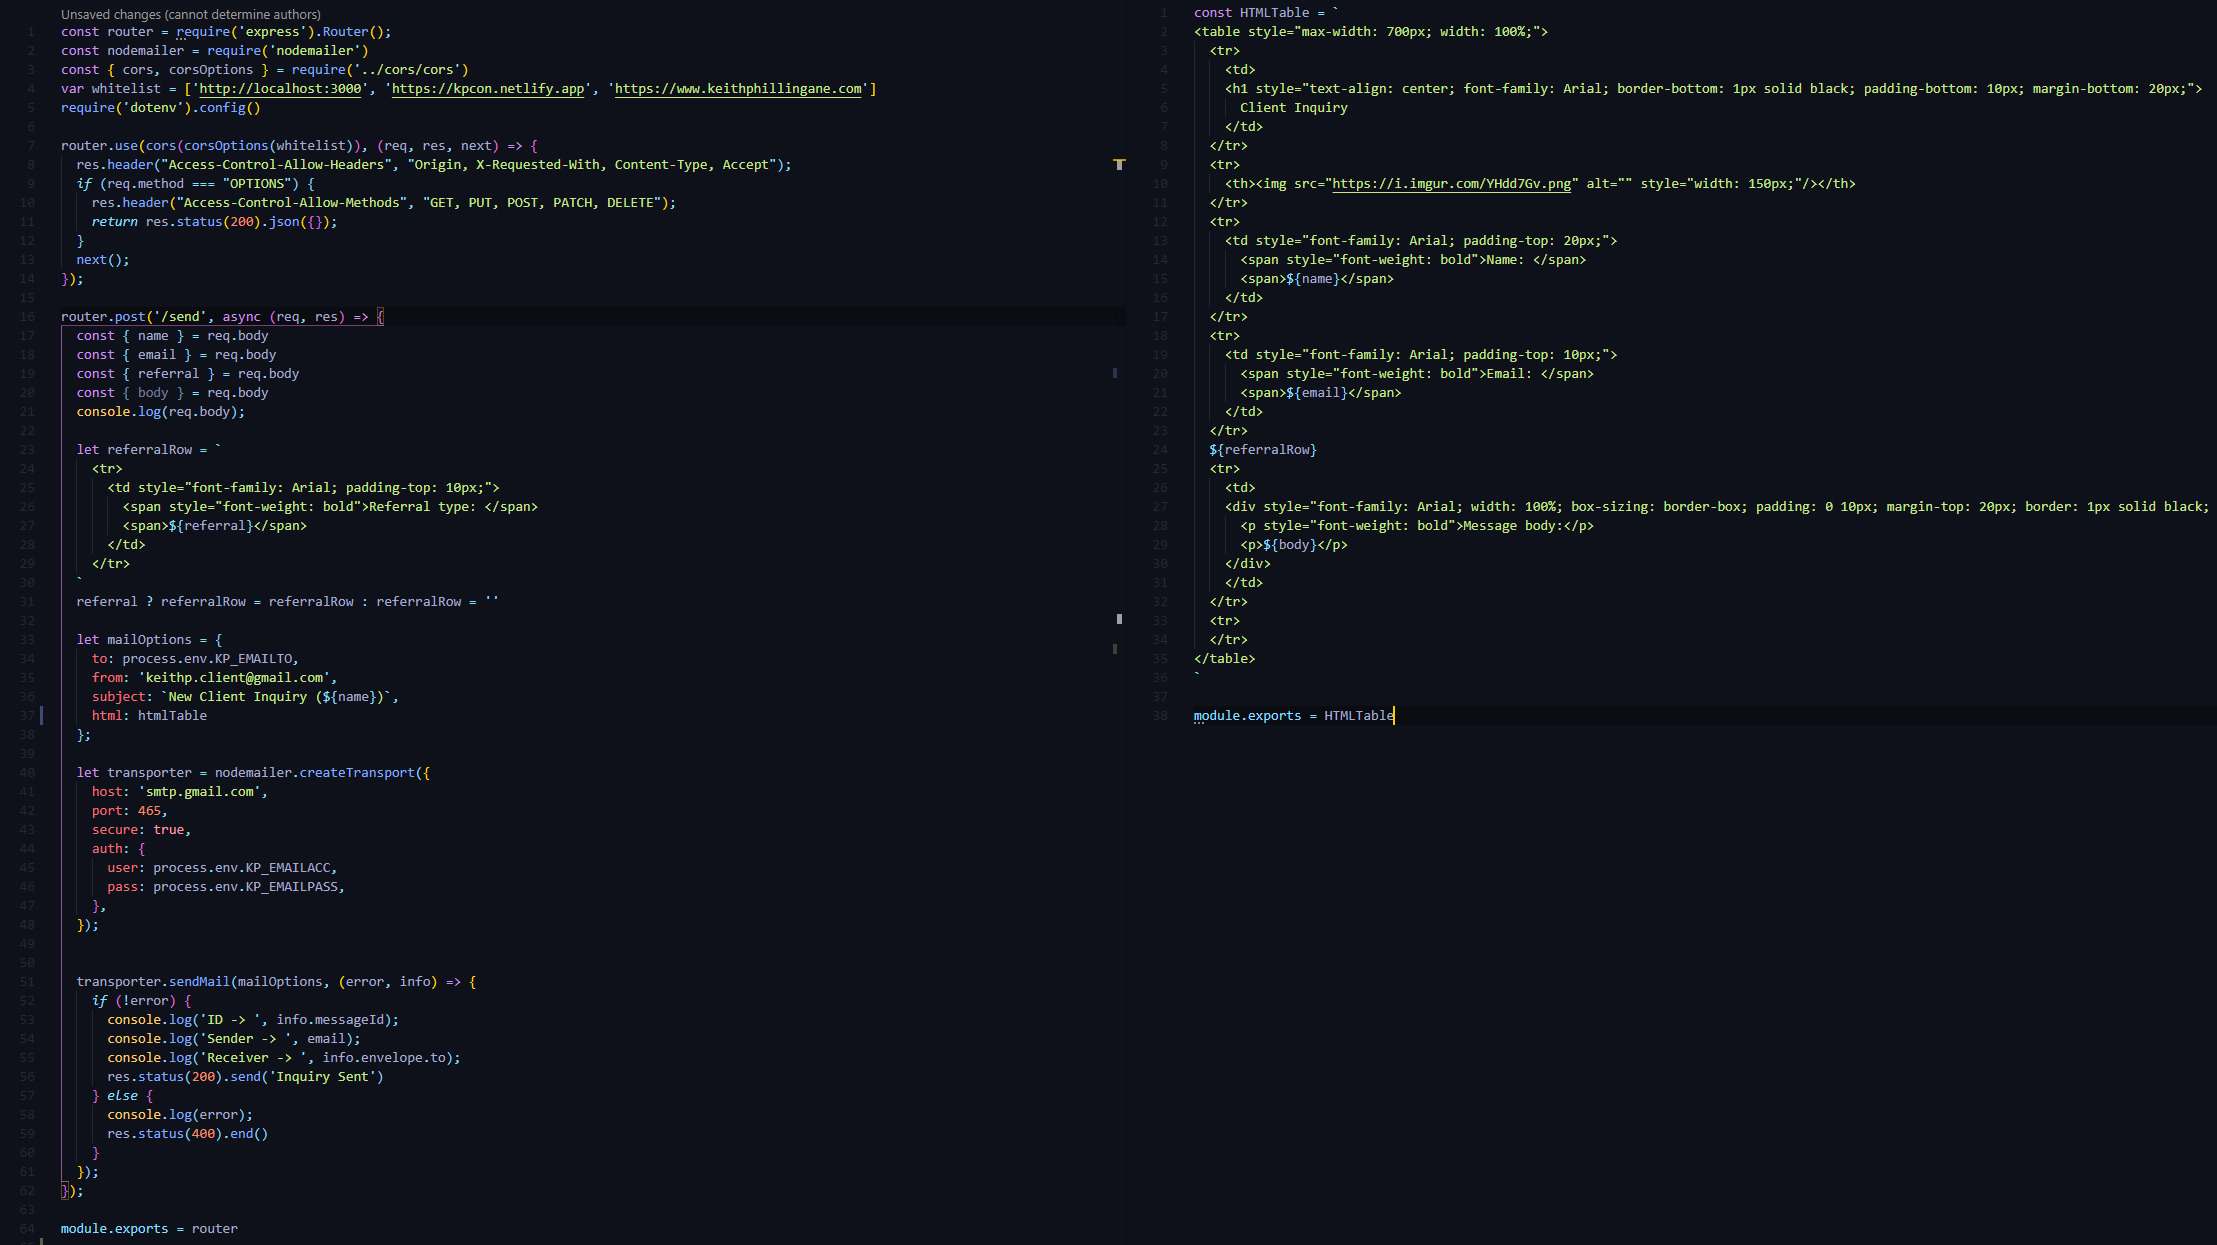 Unsaved changes (cannot determine authors)
1 const router = require('express').Router();
2 const nodemailer = require('nodemailer')
3 const { cors, corsOptions } = require('../cors/cors')
4 var whitelist = ['http://localhost:3000', 'https://kpcon.netlify.app', 'https://www.keithphillingane.com']
5 require('dotenv').config()
6
7 router.use(cors(corsOptions(whitelist)), (req, res, next) => {
8 res.header("Access-Control-Allow-Headers", "Origin, X-Requested-With, Content-Type, Accept");
9 if (req.method === "OPTIONS") {
10 res.header("Access-Control-Allow-Methods", "GET, PUT, POST, PATCH, DELETE");
11 return res.status(200).json({});
12 }
13 next();
14 });
15
16 router.post('/send', async (req, res) => {
17 const { name } = req.body
18 const { email } = req.body
19 const { referral } = req.body
20 const { body } = req.body
21 console.log(req.body);
22
23 let referralRow = `
24 <tr>
25 <td style="font-family: Arial; padding-top: 10px;">
26 <span style="font-weight: bold">Referral type: </span>
27 <span>${referral}</span>
28 </td>
29 </tr>
30 `
31 referral ? referralRow = referralRow : referralRow = ''
32
33 let mailOptions = {
34 to: process.env.KP_EMAILTO,
35 from: 'keithp.client@gmail.com',
36 subject: `New Client Inquiry (${name})`,
37 html: htmlTable
38 };
39
40 let transporter = nodemailer.createTransport({
41 host: 'smtp.gmail.com',
42 port: 465,
43 secure: true,
44 auth: {
45 user: process.env.KP_EMAILACC,
46 pass: process.env.KP_EMAILPASS,
47 },
48 });
49
50
51 transporter.sendMail(mailOptions, (error, info) => {
52 if (!error) {
53 console.log('ID -> ', info.messageId);
54 console.log('Sender -> ', email);
55 console.log('Receiver -> ', info.envelope.to);
56 res.status(200).send('Inquiry Sent')
57 } else {
58 console.log(error);
59 res.status(400).end()
60 }
61 });
62 });
63
64 module.exports = router
1 const HTMLTable = `
2 <table style="max-width: 700px; width: 100%;">
3 <tr>
4 <td>
5 <h1 style="text-align: center; font-family: Arial; border-bottom: 1px solid black; padding-bottom: 10px; margin-bottom: 20px;">
6 Client Inquiry
7 </td>
8 </tr>
9 <tr>
10 <th><img src="https://i.imgur.com/YHdd7Gv.png" alt="" style="width: 150px;"/></th>
11 </tr>
12 <tr>
13 <td style="font-family: Arial; padding-top: 20px;">
14 <span style="font-weight: bold">Name: </span>
15 <span>${name}</span>
16 </td>
17 </tr>
18 <tr>
19 <td style="font-family: Arial; padding-top: 10px;">
20 <span style="font-weight: bold">Email: </span>
21 <span>${email}</span>
22 </td>
23 </tr>
24 ${referralRow}
25 <tr>
26 <td>
27 <div style="font-family: Arial; width: 100%; box-sizing: border-box; padding: 0 10px; margin-top: 20px; border: 1px solid black;
28 <p style="font-weight: bold">Message body:</p>
29 <p>${body}</p>
30 </div>
31 </td>
32 </tr>
33 <tr>
34 </tr>
35 </table>
36 `
37
38 module.exports = HTMLTable